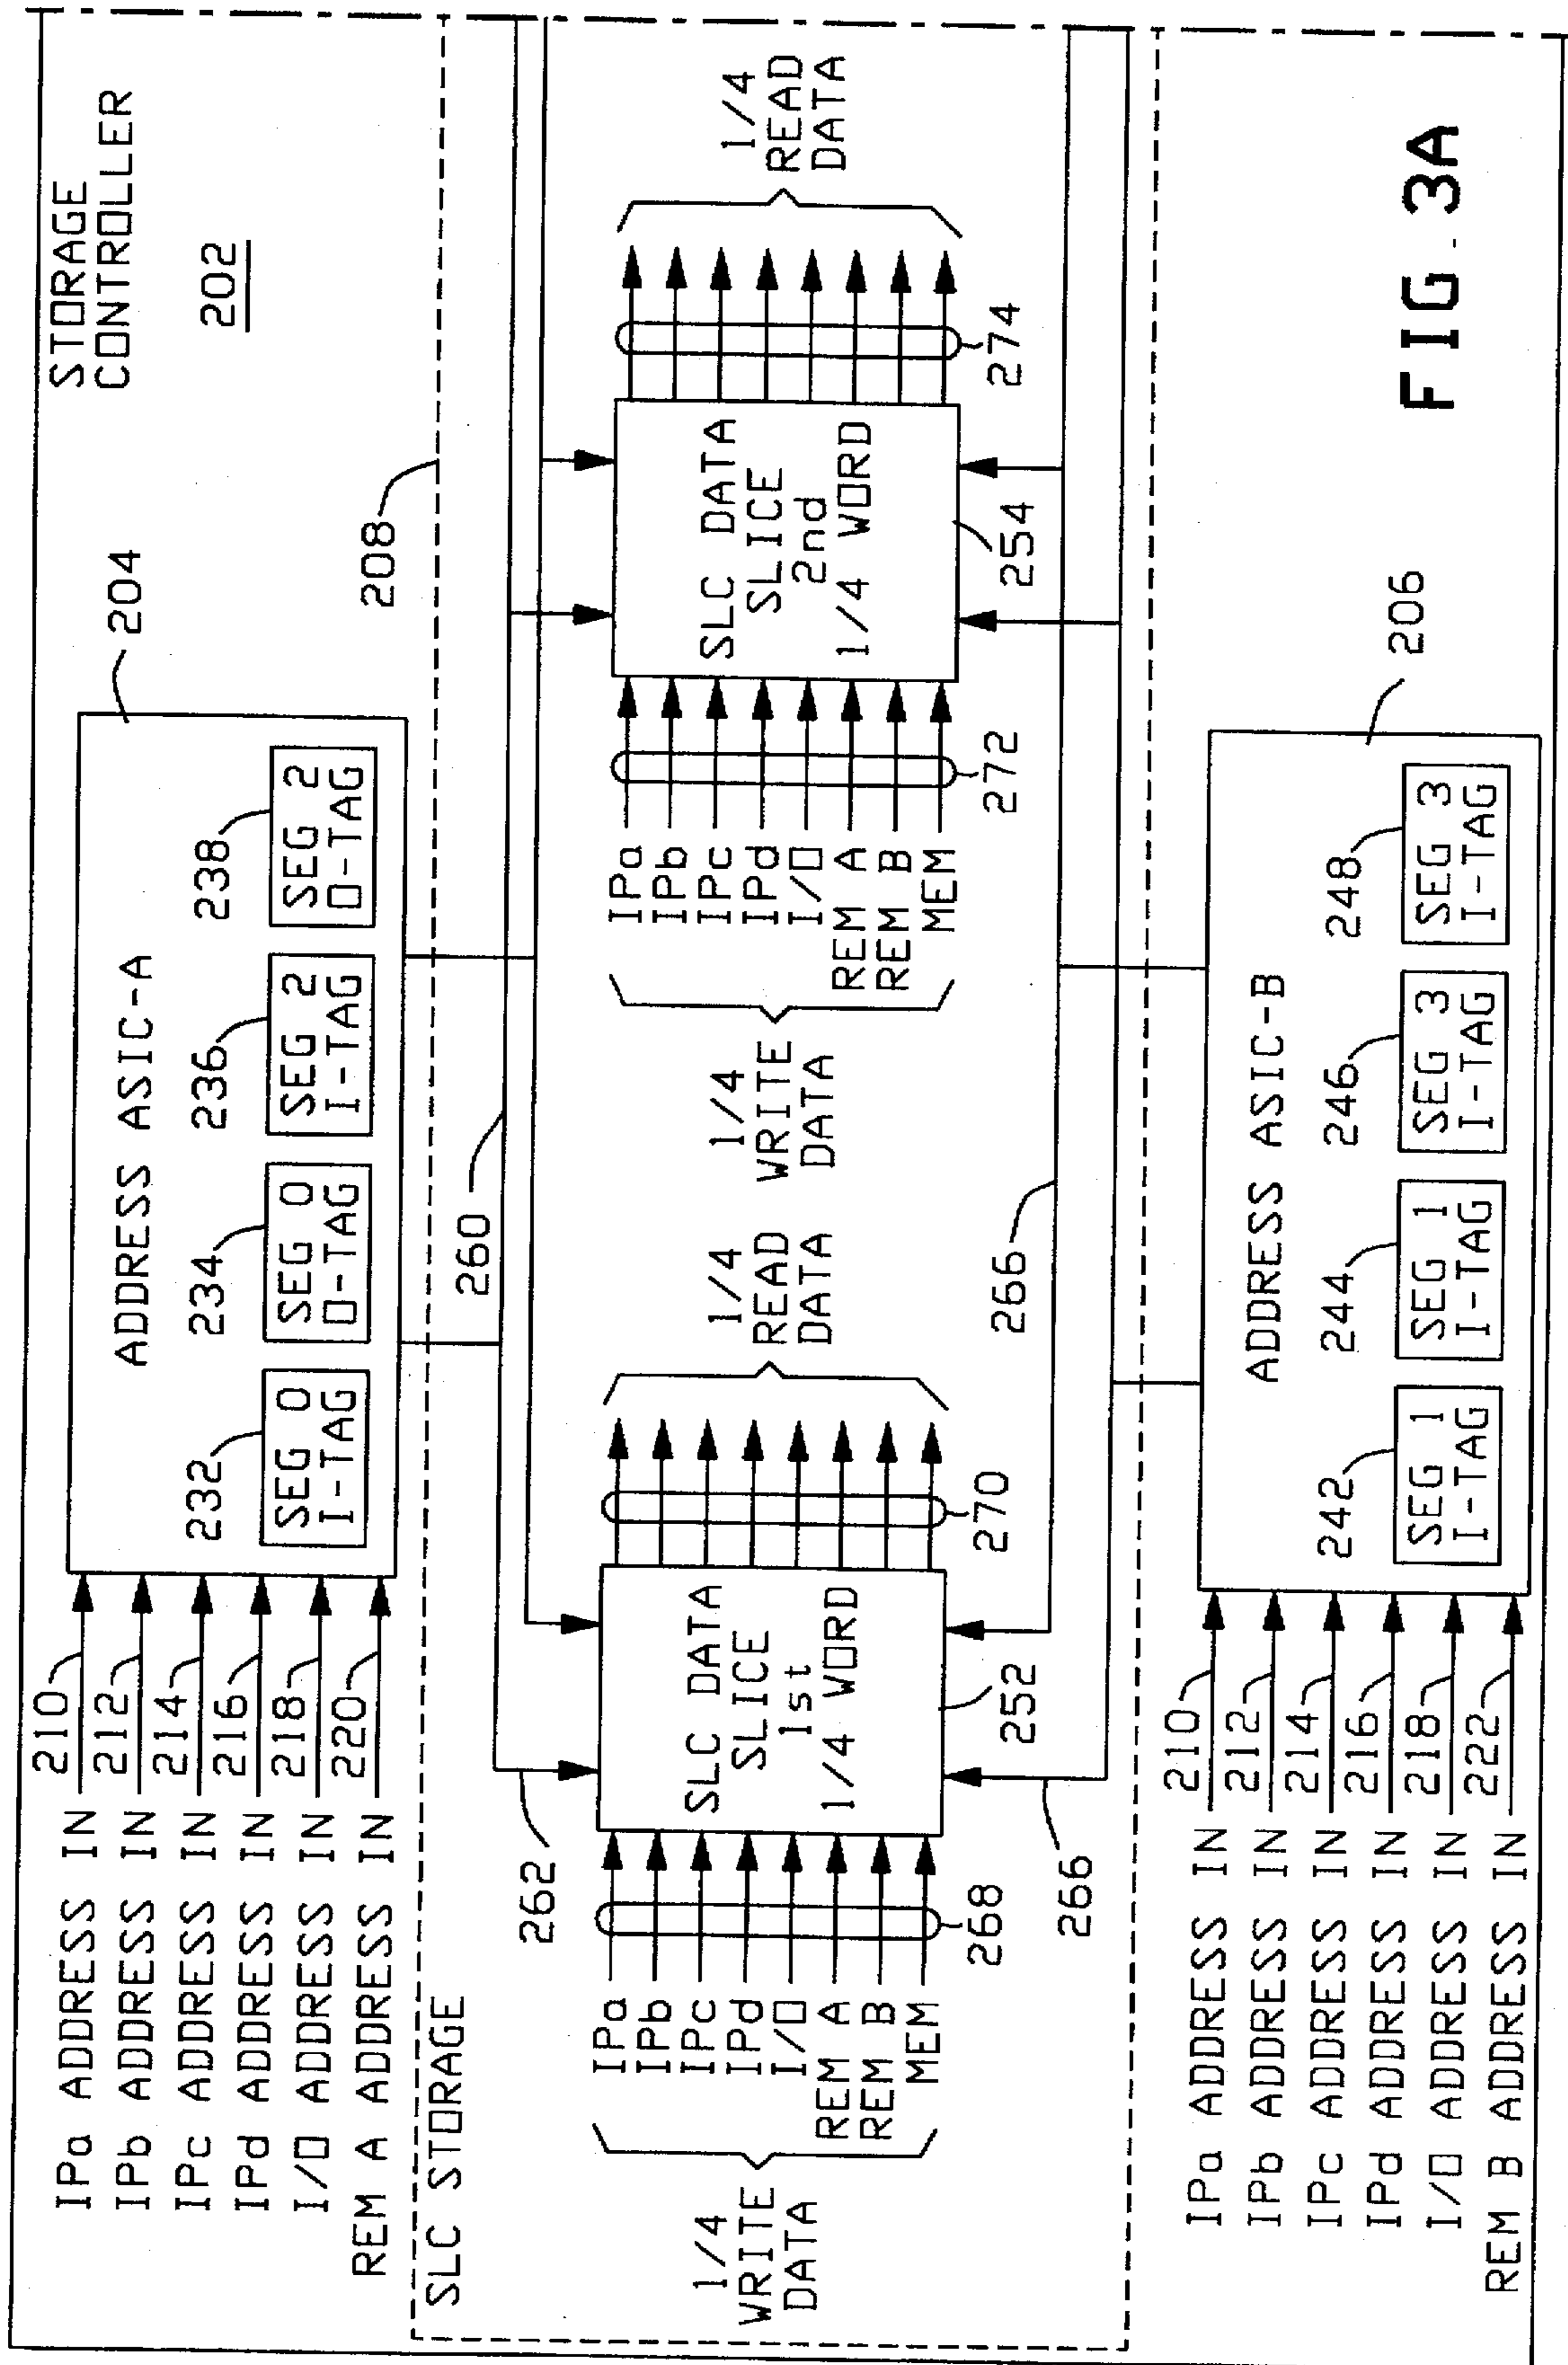 STORAGE
CONTROLLER
202
204
ADDRESS ASIC-A
232
SEG 0
I-TAG
234
SEG 0
O-TAG
236
SEG 2
I-TAG
238
SEG 2
O-TAG
IPa ADDRESS IN 210
IPb ADDRESS IN 212
IPc ADDRESS IN 214
IPd ADDRESS IN 216
I/O ADDRESS IN 218
REM A ADDRESS IN 220
208
SLC STORAGE
262
260
1/4
WRITE
DATA
IPa
IPb
IPc
IPd
I/O
REM A
REM B
MEM
268
SLC DATA
SLICE
1st
1/4 WORD
252
270
1/4
READ
DATA
1/4
WRITE
DATA
IPa
IPb
IPc
IPd
I/O
REM A
REM B
MEM
272
SLC DATA
SLICE
2nd
1/4 WORD
254
274
1/4
READ
DATA
266
266
206
ADDRESS ASIC-B
242
SEG 1
I-TAG
244
SEG 1
I-TAG
246
SEG 3
I-TAG
248
SEG 3
I-TAG
IPa ADDRESS IN 210
IPb ADDRESS IN 212
IPc ADDRESS IN 214
IPd ADDRESS IN 216
I/O ADDRESS IN 218
REM B ADDRESS IN 222
FIG. 3A